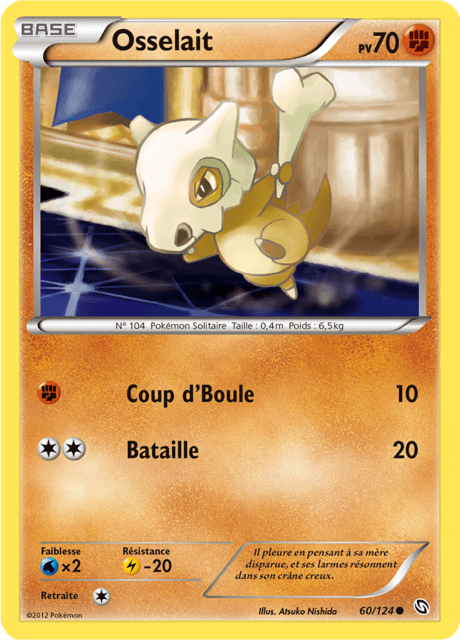 BASE
Osselait
PV70
N° 104 Pokémon Solitaire Taille : 0,4m Poids : 6,5kg
Coup d'Boule 10
Bataille 20
Faiblesse Résistance
×2 -20
Retraite
Il pleure en pensant à sa mère
disparue, et ses larmes résonnent
dans son crâne creux.
©2012 Pokémon Illus. Atsuko Nishida 60/124